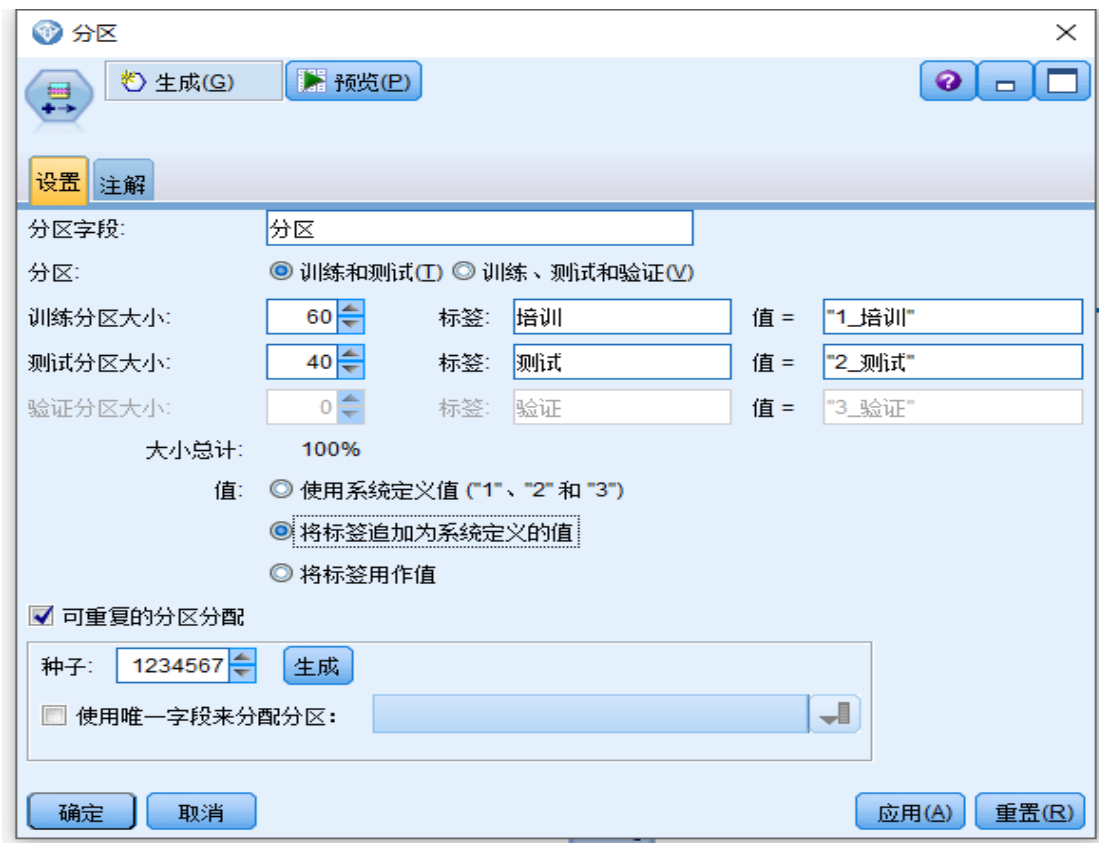 分区
生成(G) 预览(P)
设置 注解
分区字段: 分区
分区: 训练和测试(T) 训练、测试和验证(V)
训练分区大小: 60 标签: 培训 值 = "1_培训"
测试分区大小: 40 标签: 测试 值 = "2_测试"
验证分区大小: 0 标签: 验证 值 = "3_验证"
大小总计: 100%
值: 使用系统定义值 ("1"、"2" 和 "3")
将标签追加为系统定义的值
将标签用作值
可重复的分区分配
种子: 1234567 生成
使用唯一字段来分配分区：
确定 取消 应用(A) 重置(R)